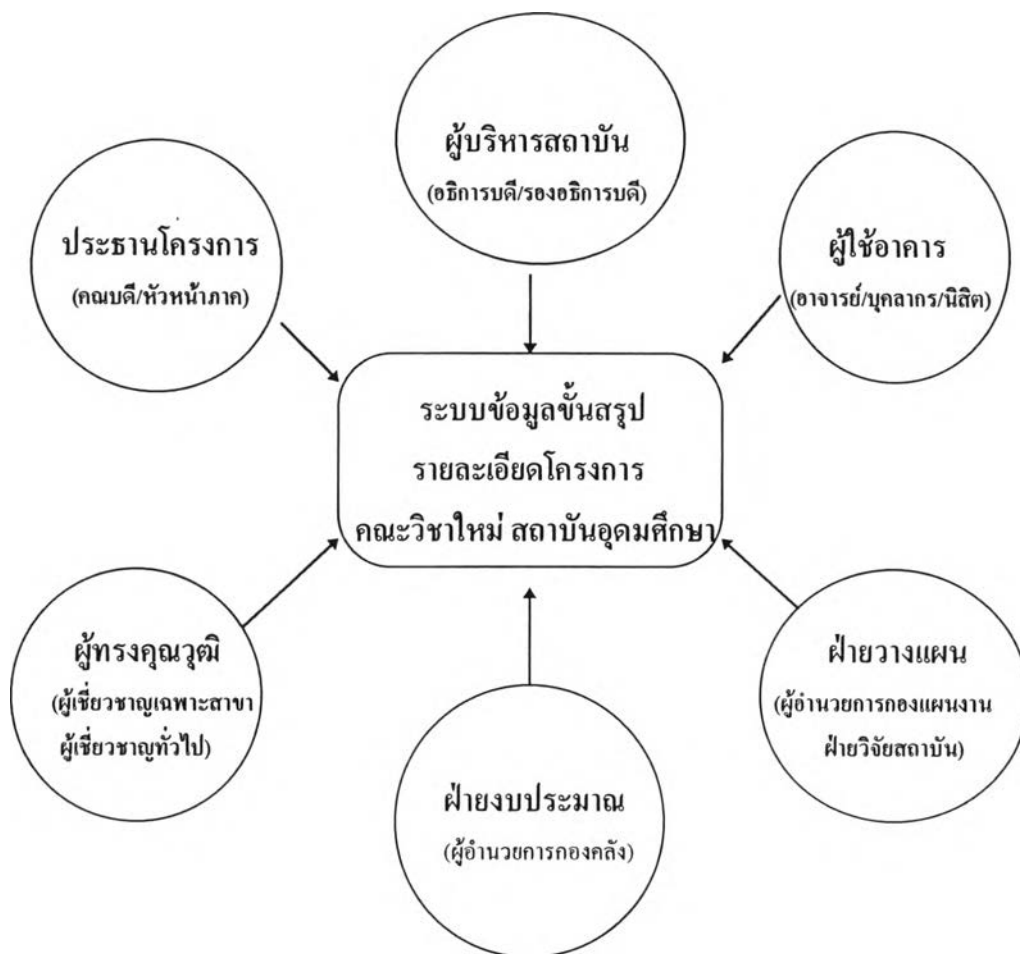 ผู้บริหารสถาบัน
(อธิการบดี/รองอธิการบดี)
ประธานโครงการ
(คณบดี/หัวหน้าภาค)
ผู้ใช้อาคาร
(อาจารย์/บุคลากร/นิสิต)
ระบบข้อมูลขั้นสรุป
รายละเอียดโครงการ
คณะวิชาใหม่ สถาบันอุดมศึกษา
ผู้ทรงคุณวุฒิ
(ผู้เชี่ยวชาญเฉพาะสาขา
ผู้เชี่ยวชาญทั่วไป)
ฝ่ายวางแผน
(ผู้อำนวยการกองแผนงาน
ฝ่ายวิจัยสถาบัน)
ฝ่ายงบประมาณ
(ผู้อำนวยการกองคลัง)